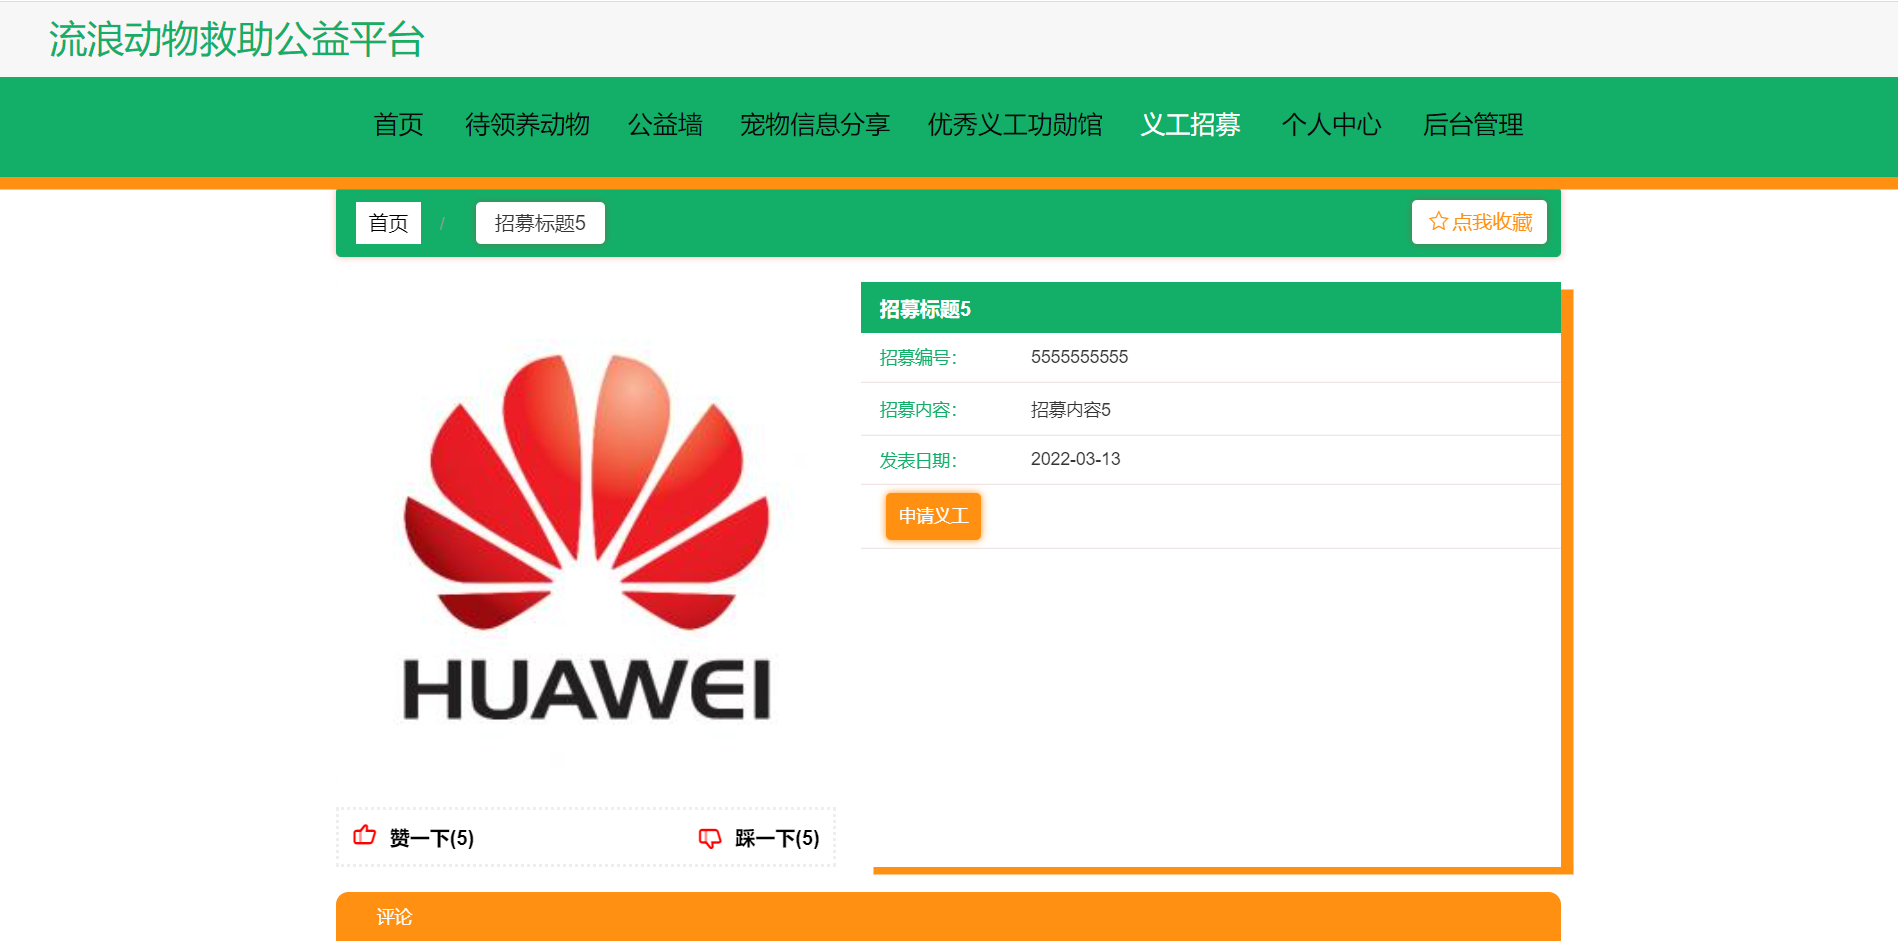 流浪动物救助公益平台
首页 待领养动物 公益墙 宠物信息分享 优秀义工功勋馆 义工招募 个人中心 后台管理
首页 / 招募标题5 点我收藏
招募标题5
招募编号: 5555555555
招募内容: 招募内容5
发表日期: 2022-03-13
申请义工
HUAWEI
赞一下(5) 踩一下(5)
评论